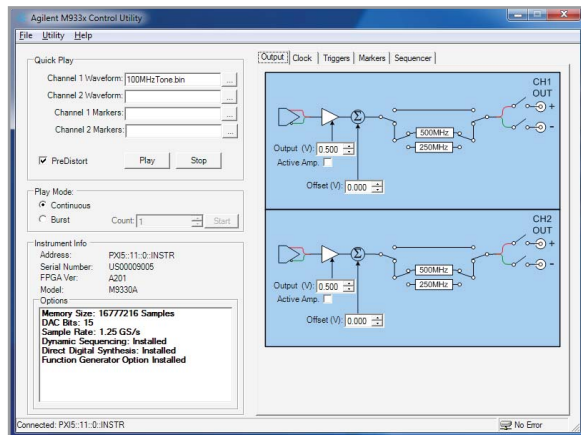 Agilent M933x Control Utility
File Utility Help
Quick Play
Channel 1 Waveform: 100MHzTone.bin ...
Channel 2 Waveform: ...
Channel 1 Markers: ...
Channel 2 Markers: ...
PreDistort Play Stop
Play Mode:
Continuous
Burst Count: 1 Start
Instrument Info
Address: PXI5::11::0::INSTR
Serial Number: US00009005
FPGA Ver: A201
Model: M9330A
Options
Memory Size: 16777216 Samples
DAC Bits: 15
Sample Rate: 1.25 GS/s
Dynamic Sequencing: Installed
Direct Digital Synthesis: Installed
Function Generator Option Installed
Output Clock Triggers Markers Sequencer
CH1
OUT
+
-
Σ
500MHz
250MHz
Output (V): 0.500
Active Amp.
Offset (V): 0.000
CH2
OUT
+
-
Σ
500MHz
250MHz
Output (V): 0.500
Active Amp.
Offset (V): 0.000
Connected: PXI5::11::0::INSTR No Error